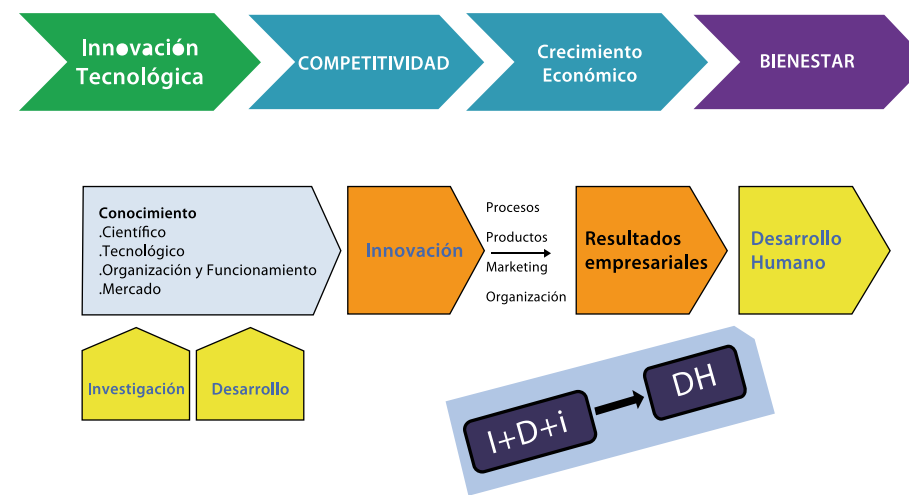 Innovación
Tecnológica
COMPETITIVIDAD
Crecimiento
Económico
BIENESTAR
Conocimiento
.Científico
.Tecnológico
.Organización y Funcionamiento
.Mercado
Innovación
Procesos
Productos
Marketing
Organización
Resultados
empresariales
Desarrollo
Humano
Investigación
Desarrollo
I+D+i
DH